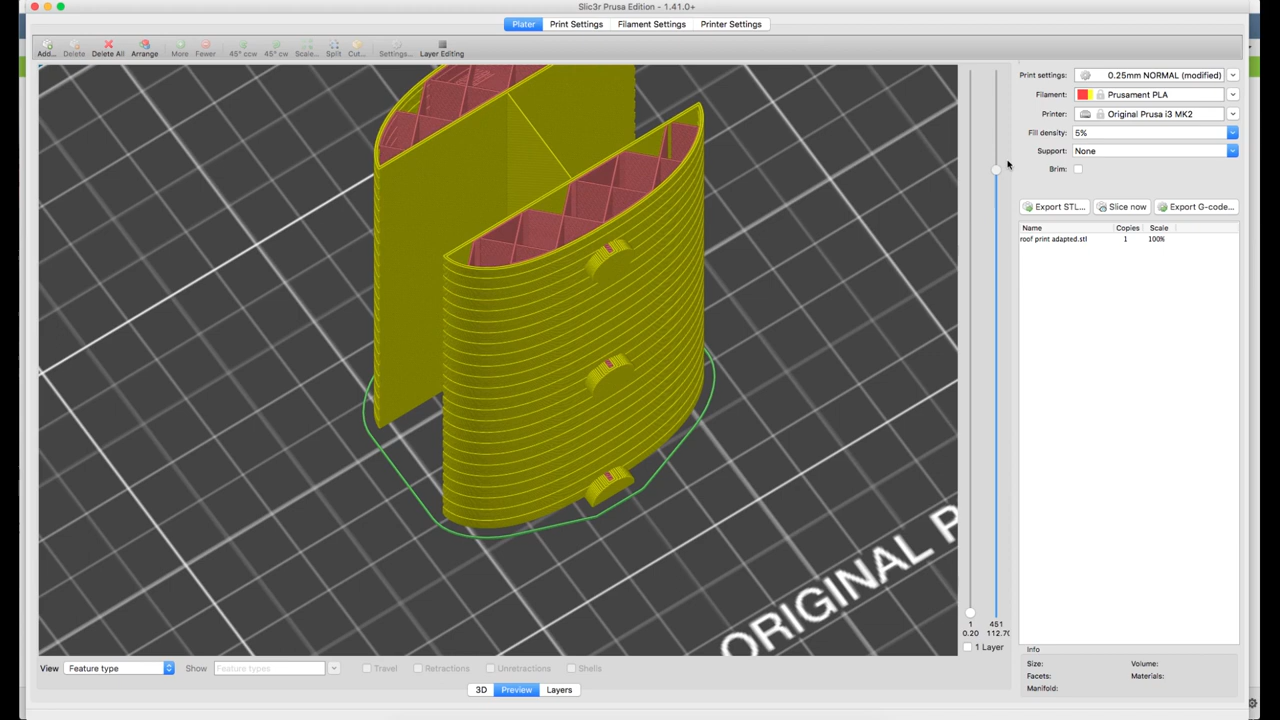 Slic3r Prusa Edition - 1.41.0+
Plater Print Settings Filament Settings Printer Settings
Add... Delete Delete All Arrange More Fewer 45° ccw 45° cw Scale... Split Cut... Settings... Layer Editing
Print settings: 0.25mm NORMAL (modified)
Filament: Prusament PLA
Printer: Original Prusa i3 MK2
Fill density: 5%
Support: None
Brim:
Export STL... Slice now Export G-code...
Name Copies Scale
roof print adapted.stl 1 100%
ORIGINAL P
1 451
0.20 112.70
1 Layer
View Feature type Show Feature types Travel Retractions Unretractions Shells
3D Preview Layers
Info
Size: Volume:
Facets: Materials:
Manifold: